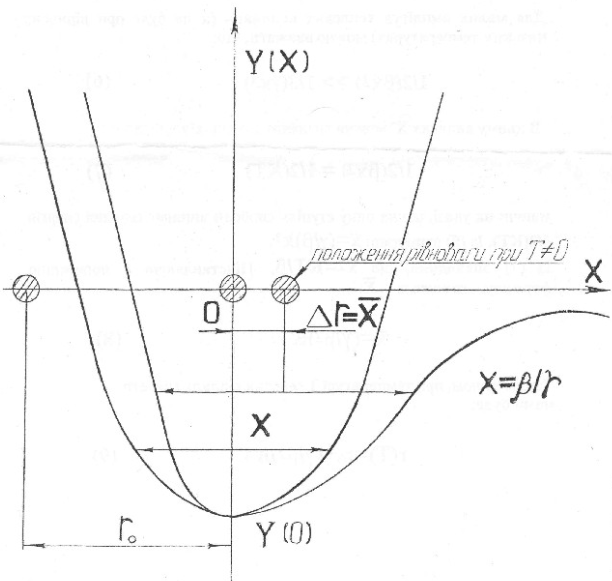 Y(X)
положення рівноваги при T≠0
X
0
Δr=X̅
X=β/γ
X
r₀
Y(0)